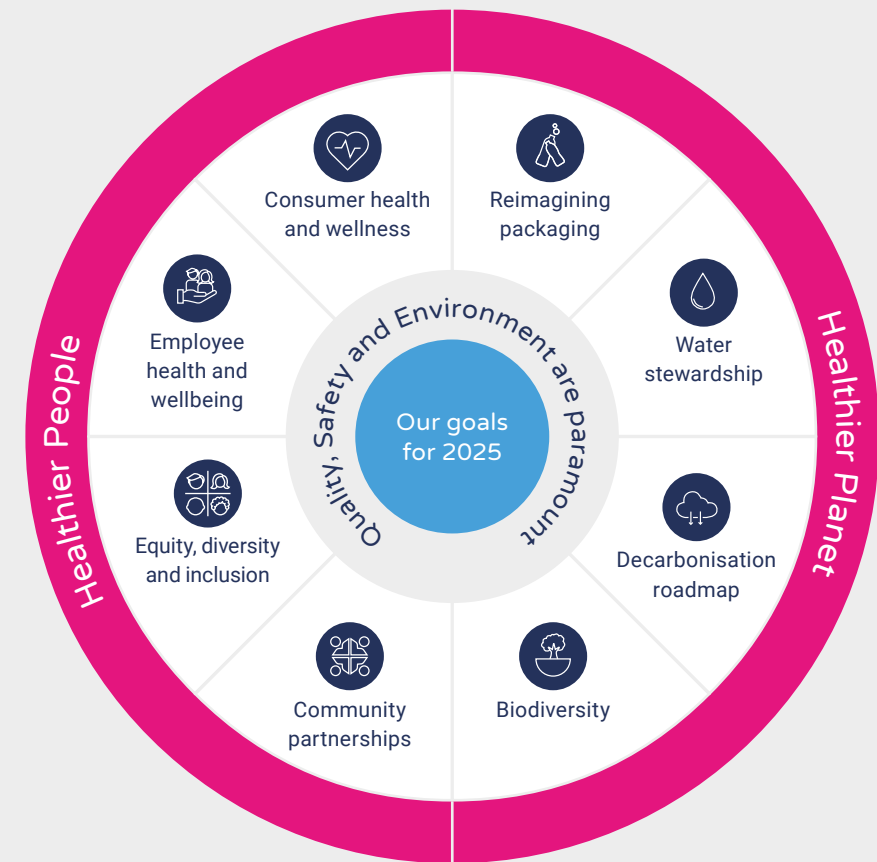 Healthier People
Healthier Planet
Consumer health
and wellness
Reimagining
packaging
Employee
health and
wellbeing
Water
stewardship
Quality, Safety and Environment are paramount
Our goals
for 2025
Equity, diversity
and inclusion
Decarbonisation
roadmap
Community
partnerships
Biodiversity